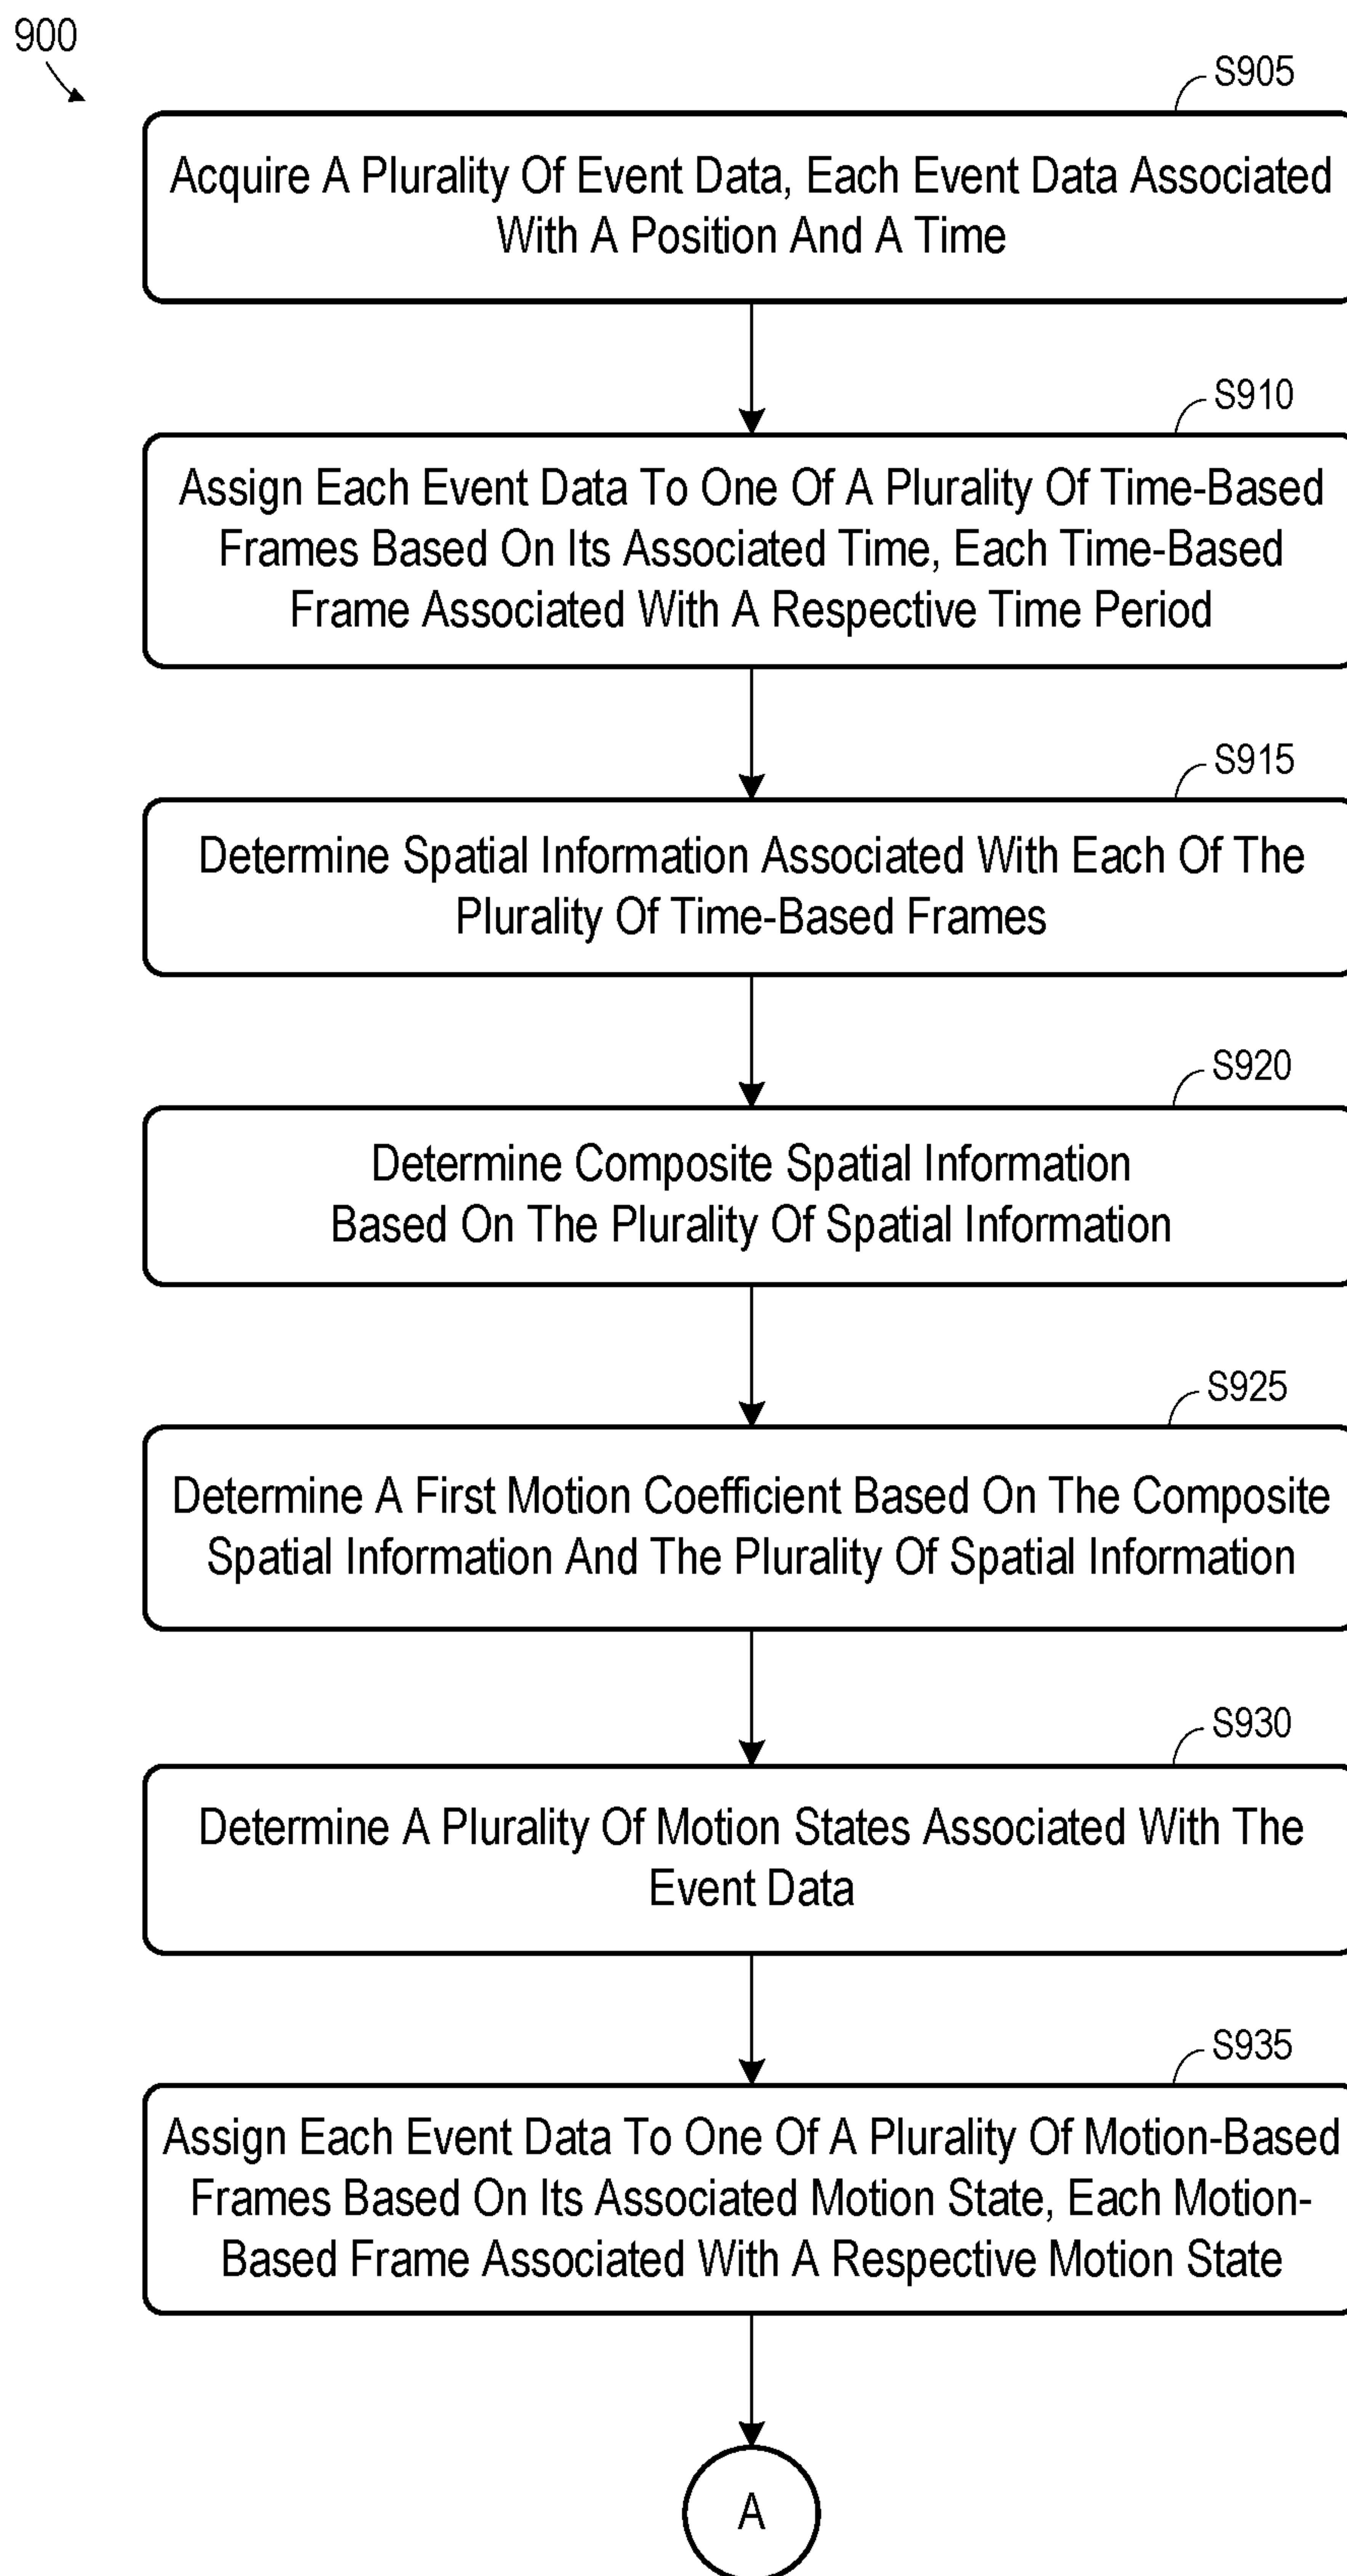 900
S905
Acquire A Plurality Of Event Data, Each Event Data Associated
With A Position And A Time
S910
Assign Each Event Data To One Of A Plurality Of Time-Based
Frames Based On Its Associated Time, Each Time-Based
Frame Associated With A Respective Time Period
S915
Determine Spatial Information Associated With Each Of The
Plurality Of Time-Based Frames
S920
Determine Composite Spatial Information
Based On The Plurality Of Spatial Information
S925
Determine A First Motion Coefficient Based On The Composite
Spatial Information And The Plurality Of Spatial Information
S930
Determine A Plurality Of Motion States Associated With The
Event Data
S935
Assign Each Event Data To One Of A Plurality Of Motion-Based
Frames Based On Its Associated Motion State, Each Motion-
Based Frame Associated With A Respective Motion State
A